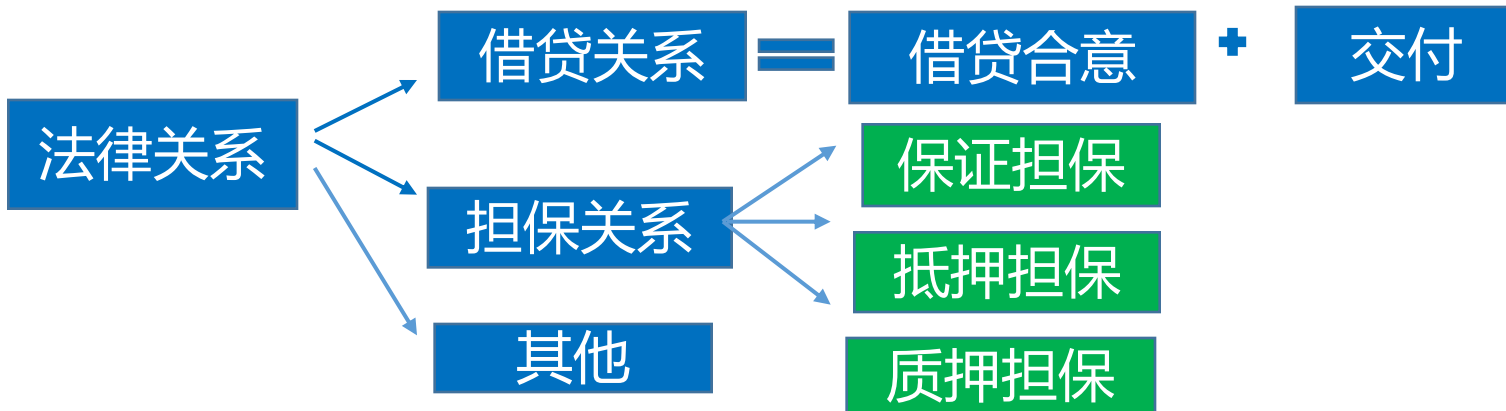 借贷关系
借贷合意
交付
法律关系
保证担保
担保关系
抵押担保
其他
质押担保